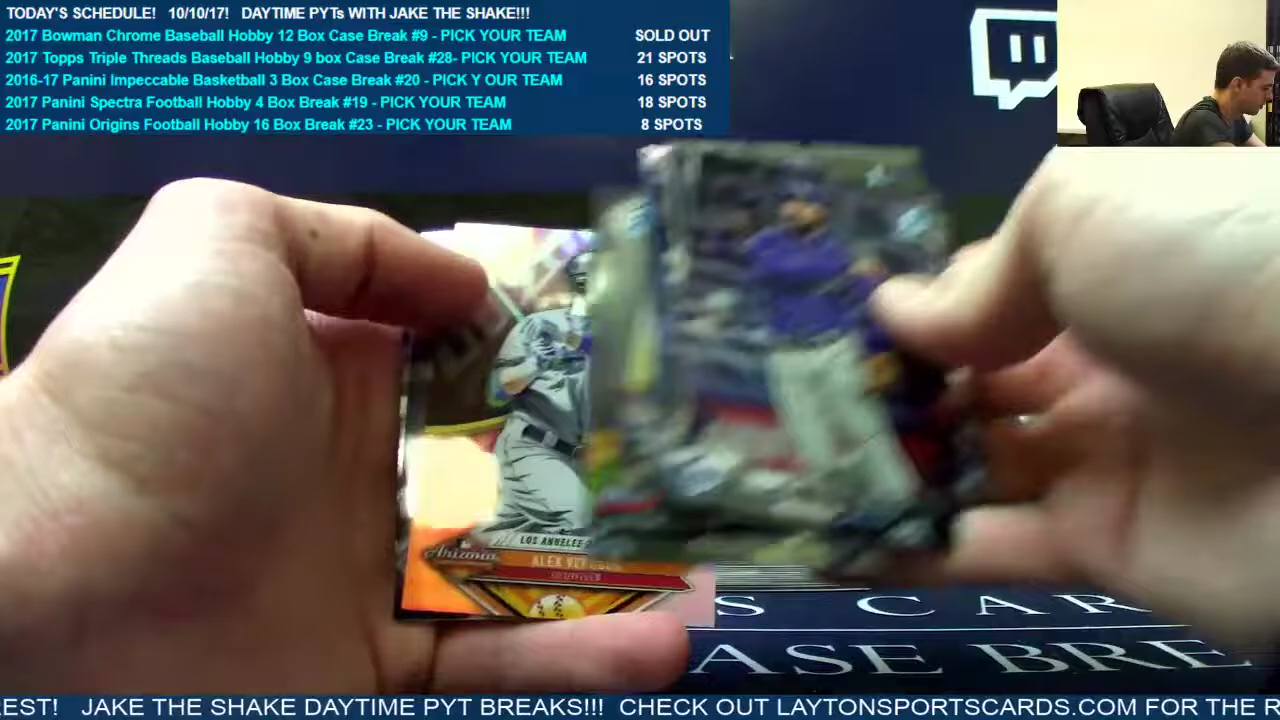 TODAY'S SCHEDULE! 10/10/17! DAYTIME PYTs WITH JAKE THE SHAKE!!!
2017 Bowman Chrome Baseball Hobby 12 Box Case Break #9 - PICK YOUR TEAM SOLD OUT
2017 Topps Triple Threads Baseball Hobby 9 box Case Break #28- PICK YOUR TEAM 21 SPOTS
2016-17 Panini Impeccable Basketball 3 Box Case Break #20 - PICK Y OUR TEAM 16 SPOTS
2017 Panini Spectra Football Hobby 4 Box Break #19 - PICK YOUR TEAM 18 SPOTS
2017 Panini Origins Football Hobby 16 Box Break #23 - PICK YOUR TEAM 8 SPOTS
LOS ANGELES
Arizona
ALEX
S CAR
ASE BRE
EST! JAKE THE SHAKE DAYTIME PYT BREAKS!!! CHECK OUT LAYTONSPORTSCARDS.COM FOR THE R